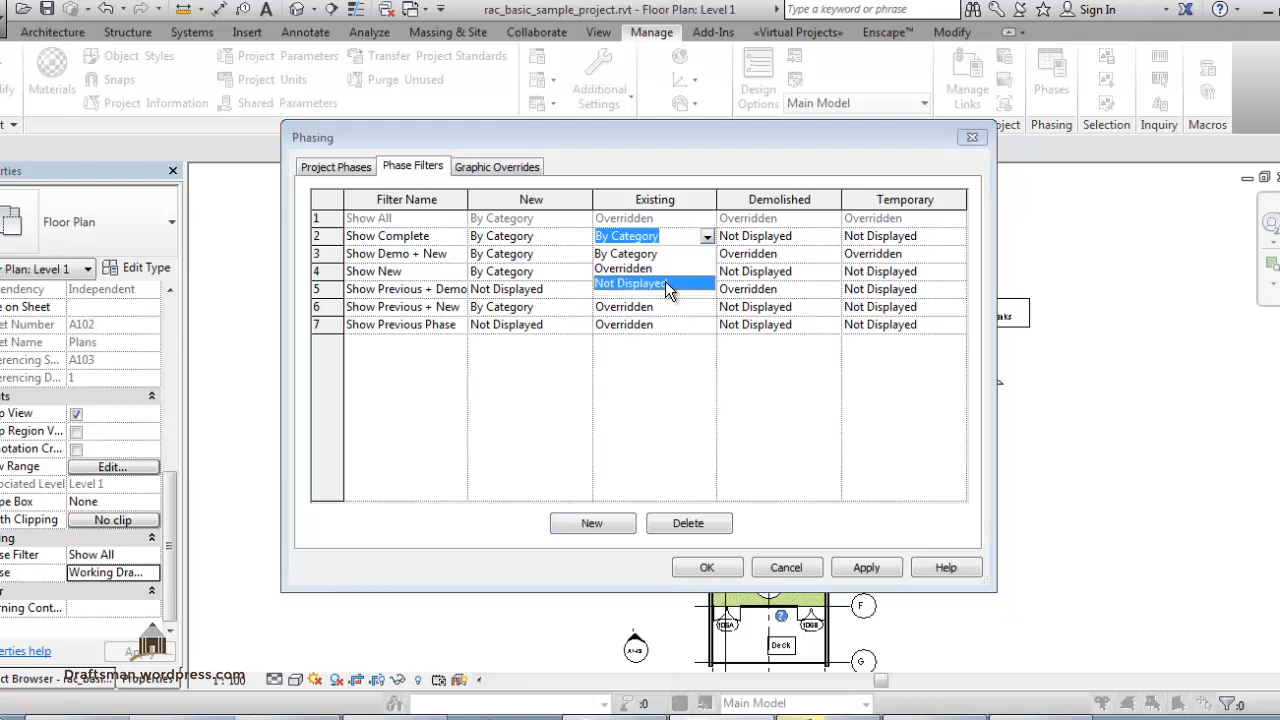 rac_basic_sample_project.rvt - Floor Plan: Level 1
Type a keyword or phrase
Sign In
Architecture Structure Systems Insert Annotate Analyze Massing & Site Collaborate View Manage Add-Ins «Virtual Projects» Enscape™ Modify
Object Styles Project Parameters Transfer Project Standards
Snaps Project Units Purge Unused
Project Information Shared Parameters
Materials
Additional Settings
Design Options
Main Model
Manage Links
Phases
Phasing Selection Inquiry Macros
Phasing
Project Phases Phase Filters Graphic Overrides
Filter Name New Existing Demolished Temporary
1 Show All By Category Overridden Overridden Overridden
2 Show Complete By Category By Category Not Displayed Not Displayed
3 Show Demo + New By Category By Category Overridden Overridden
4 Show New By Category Overridden Not Displayed Not Displayed
5 Show Previous + Demo Not Displayed Not Displayed Overridden Not Displayed
6 Show Previous + New By Category Overridden Not Displayed Not Displayed
7 Show Previous Phase Not Displayed Overridden Not Displayed Not Displayed
New Delete
OK Cancel Apply Help
Floor Plan
Plan: Level 1 Edit Type
Independent
A102
Plans
A103
1
View
Region V...
Range Edit...
Level Level 1
Box None
Clipping No clip
Filter Show All
Working Dra...
help
Draftsman.wordpress.com
1 : 100
:0 Main Model :0
Deck
F
G